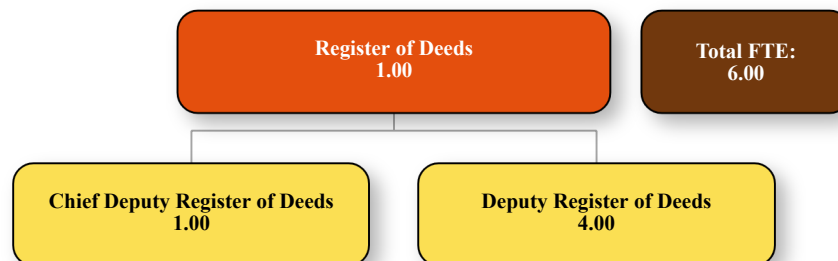 Register of Deeds
1.00
Total FTE:
6.00
Chief Deputy Register of Deeds
1.00
Deputy Register of Deeds
4.00